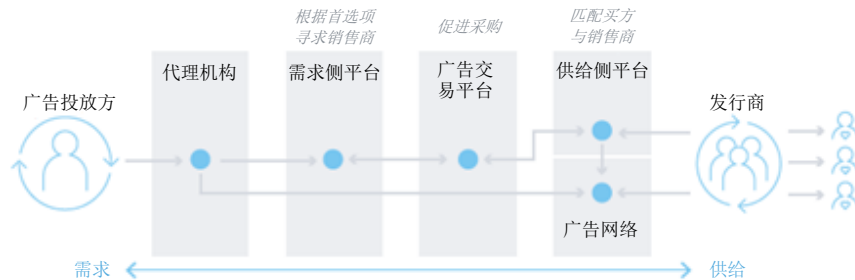 根据首选项
寻求销售商
促进采购
匹配买方
与销售商
代理机构
需求侧平台
广告交
易平台
供给侧平台
广告投放方
发行商
广告网络
需求
供给